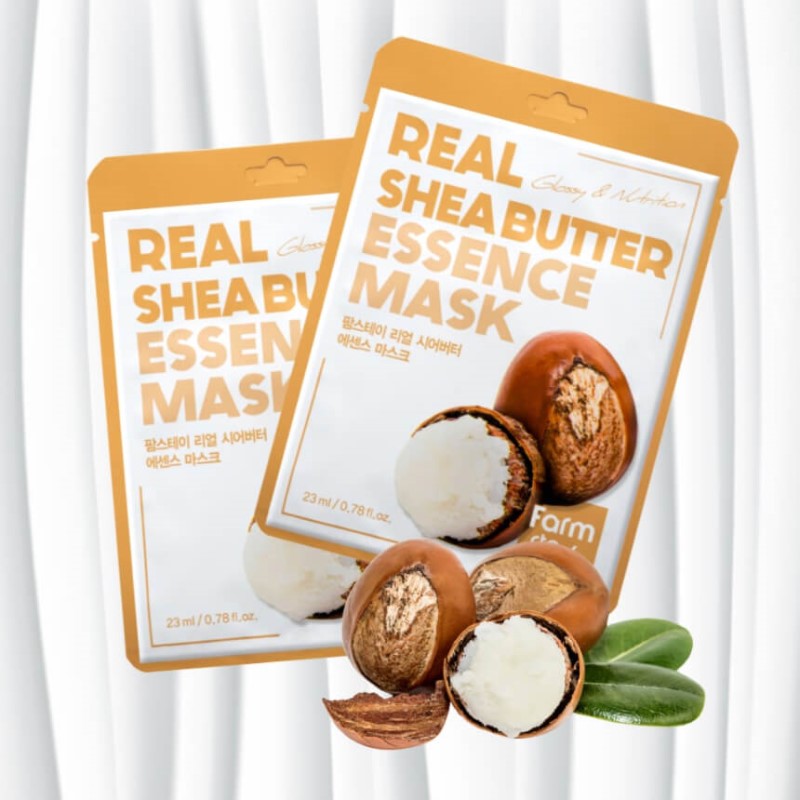 REAL
Glossy & Nutrition
SHEA BUTTER
ESSENCE
MASK
팜스테이 리얼 시어버터
에센스 마스크
23 ml / 0.78 fl.oz.
Farm
REAL
SHEA BU
ESSEN
MASK
팜스테이 리얼 시어버터
에센스 마스크
23 ml / 0.78 fl.oz.